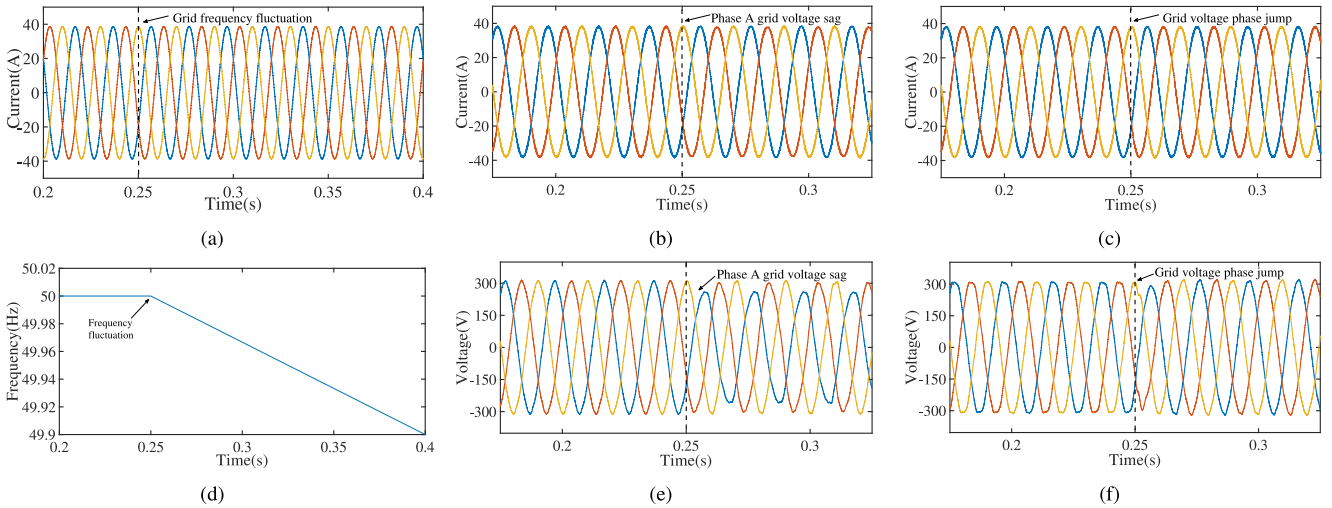 Grid frequency fluctuation
Current(A)
40
20
0
-20
-40
0.2
0.25
0.3
0.35
0.4
Time(s)
(a)
Phase A grid voltage sag
Current(A)
40
20
0
-20
-40
0.2
0.25
0.3
Time(s)
(b)
Grid voltage phase jump
Current(A)
40
20
0
-20
-40
0.2
0.25
0.3
Time(s)
(c)
Frequency(Hz)
50.02
50
49.98
49.96
49.94
49.92
49.9
Frequency
fluctuation
0.2
0.25
0.3
0.35
0.4
Time(s)
(d)
Phase A grid voltage sag
Voltage(V)
300
150
0
-150
-300
0.2
0.25
0.3
Time(s)
(e)
Grid voltage phase jump
Voltage(V)
300
150
0
-150
-300
0.2
0.25
0.3
Time(s)
(f)